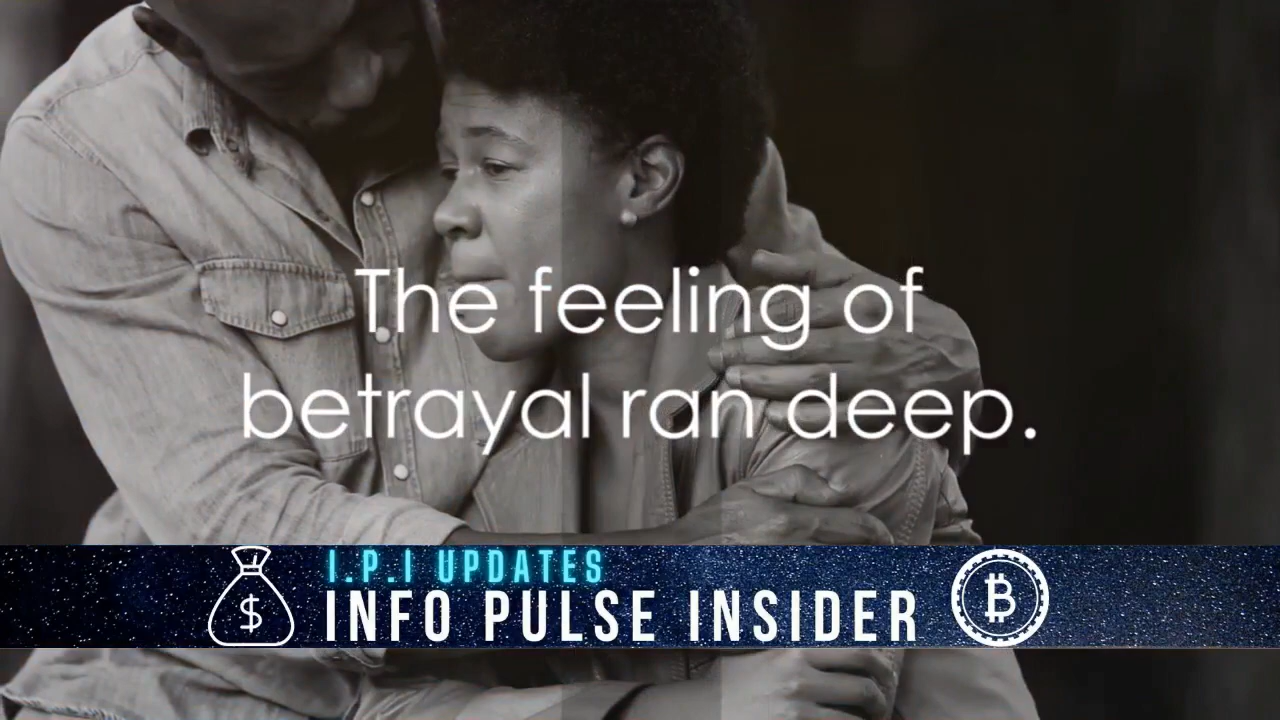 The feeling of
betrayal ran deep.
I.P.I UPDATES
INFO PULSE INSIDER